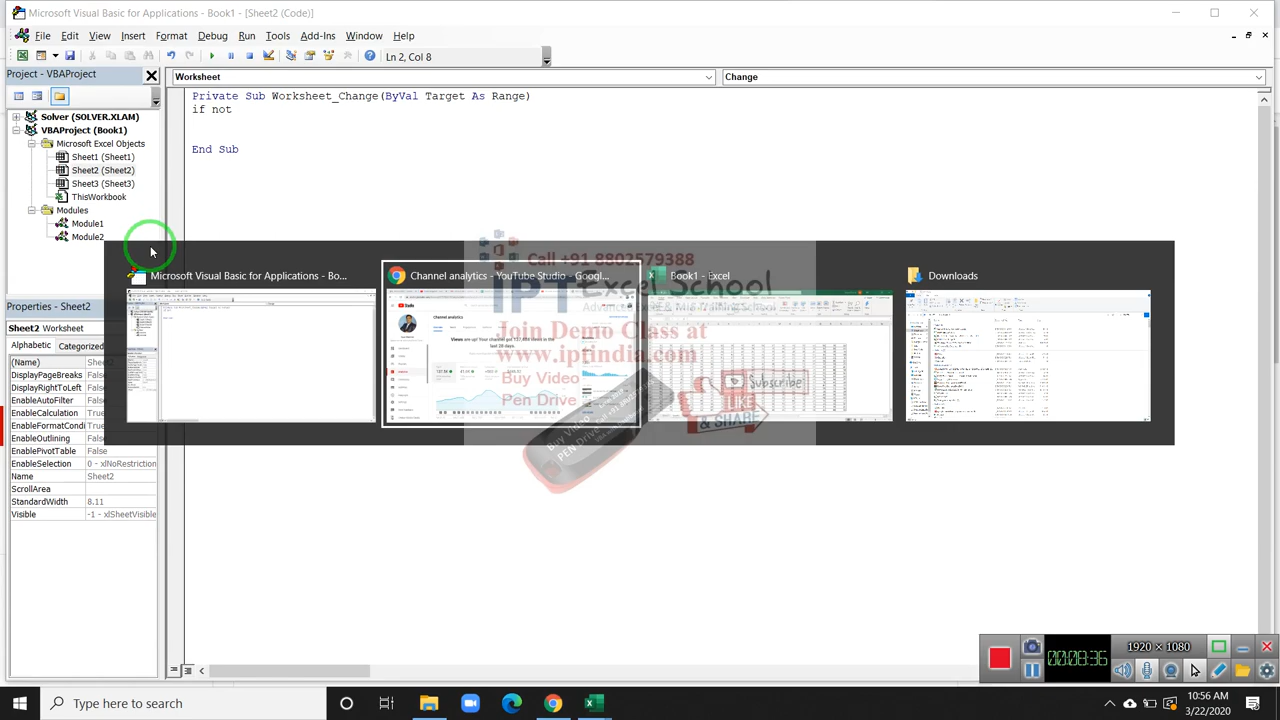 Microsoft Visual Basic for Applications - Book1 - [Sheet2 (Code)]
File Edit View Insert Format Debug Run Tools Add-Ins Window Help
Ln 2, Col 8
Project - VBAProject
Worksheet
Change
Private Sub Worksheet_Change(ByVal Target As Range)
if not
End Sub
Solver (SOLVER.XLAM)
VBAProject (Book1)
Microsoft Excel Objects
Sheet1 (Sheet1)
Sheet2 (Sheet2)
Sheet3 (Sheet3)
ThisWorkbook
Modules
Module1
Module2
Call +91 8802579388
Microsoft Visual Basic for Applications - Bo...
Channel analytics - YouTube Studio - Googl...
Book1 - Excel
Downloads
IPT Excel School
Join Demo Class at
www.iptindia.com
Buy Video
Pen Drive
Subscribe
LIKE
& SHARE
Properties - Sheet2
Sheet2 Worksheet
Alphabetic Categorized
(Name)
DisplayPageBreaks False
DisplayRightToLeft False
EnableAutoFilter False
EnableCalculation True
EnableFormatCondi True
EnableOutlining False
EnablePivotTable False
EnableSelection 0 - xlNoRestriction
Name Sheet2
ScrollArea
StandardWidth 8.11
Visible -1 - xlSheetVisible
1920 × 1080
00:08:36
Type here to search
10:56 AM
3/22/2020